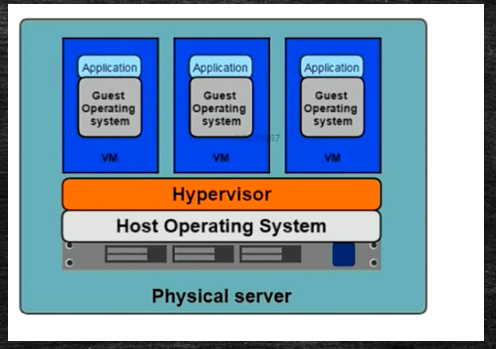 Application
Application
Application
Guest
Operating
system
Guest
Operating
system
Guest
Operating
system
VM
VM
VM
Hypervisor
Host Operating System
Physical server